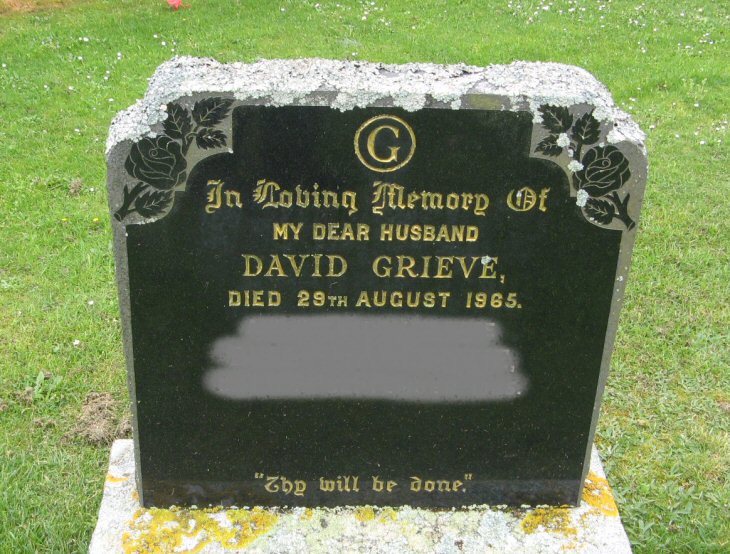 G
In Loving Memory Of
MY DEAR HUSBAND
DAVID GRIEVE,
DIED 29TH AUGUST 1965.
"Thy will be done."